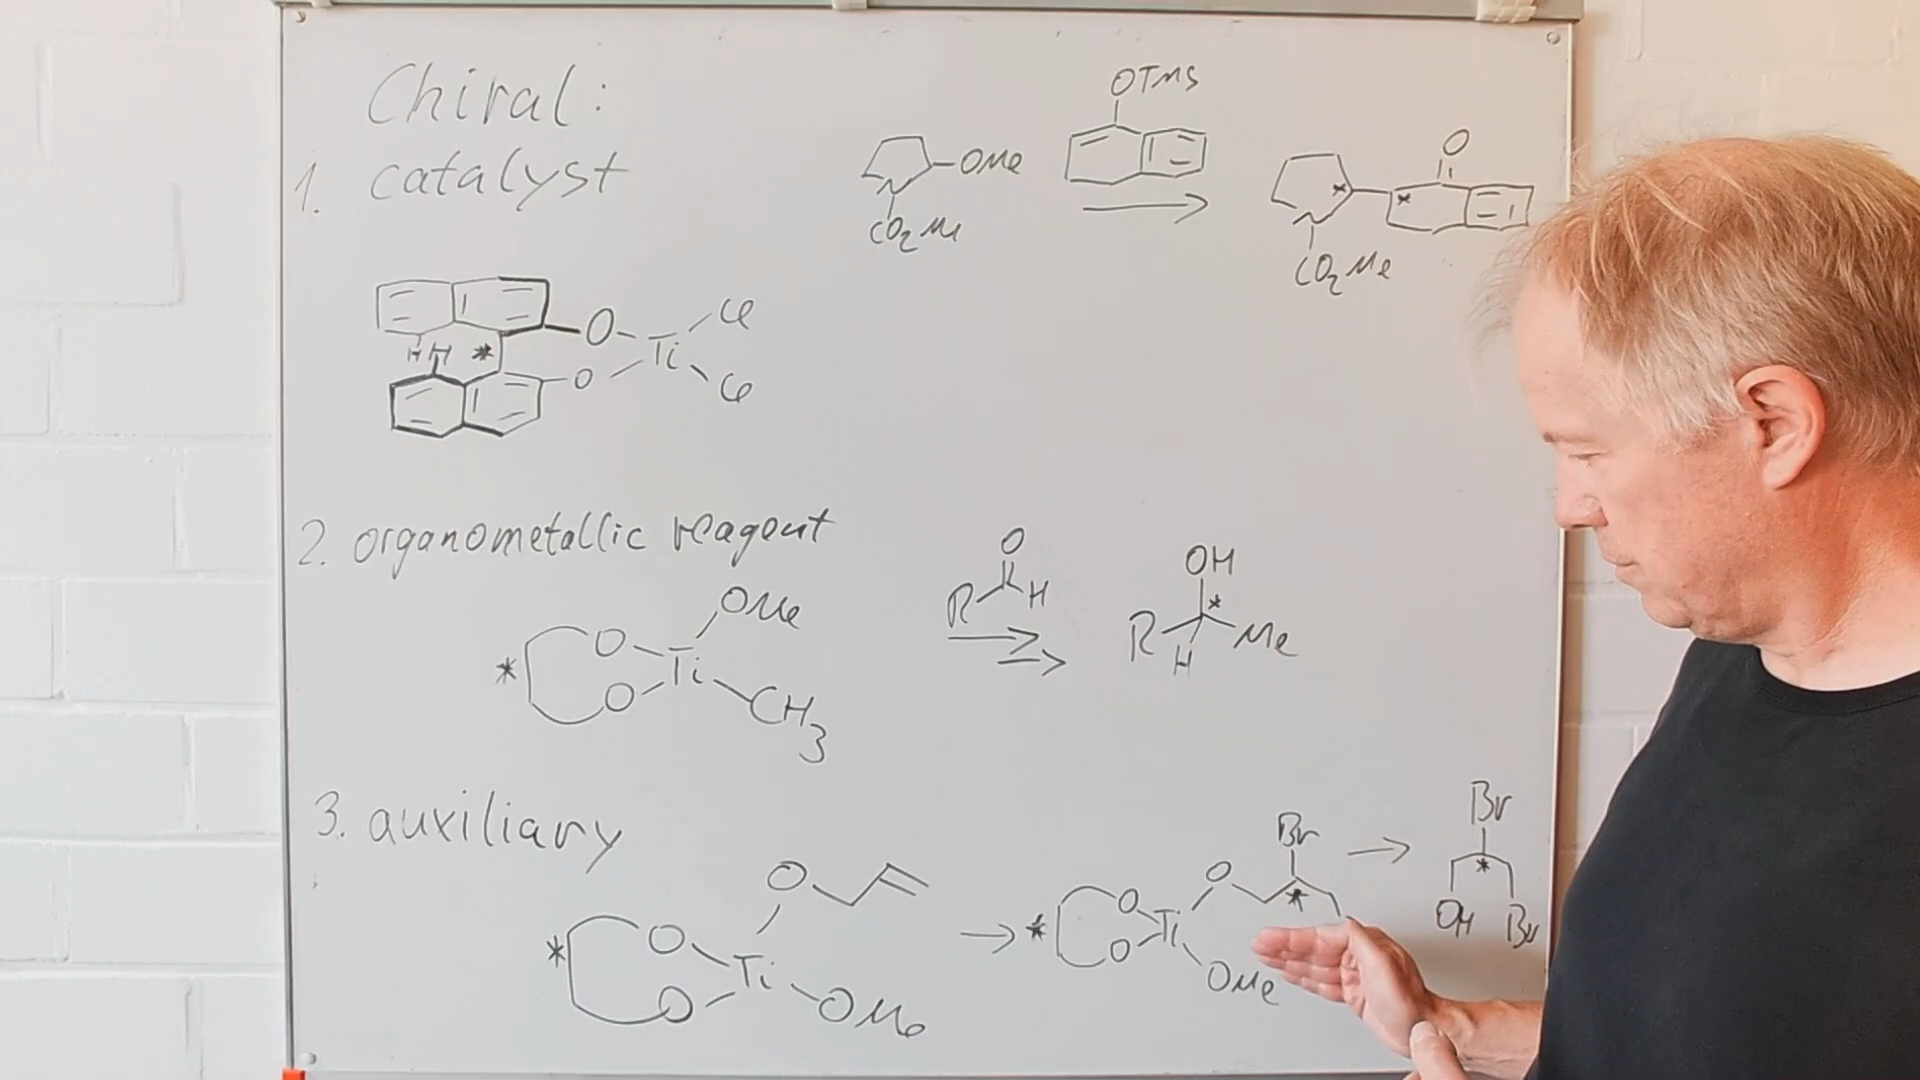 Chiral:
1. catalyst
OMe
CO2Me
OTMS
O
CO2Me
H H *
O
O
Ti
Cl
Cl
2. organometallic reagent
*
O
O
Ti
OMe
CH3
O
R H
OH
R * Me
H
3. auxiliary
*
O
O
O
Ti
OMe
*
O
O
Ti
O
Br
*
OMe
Br
*
OH Br